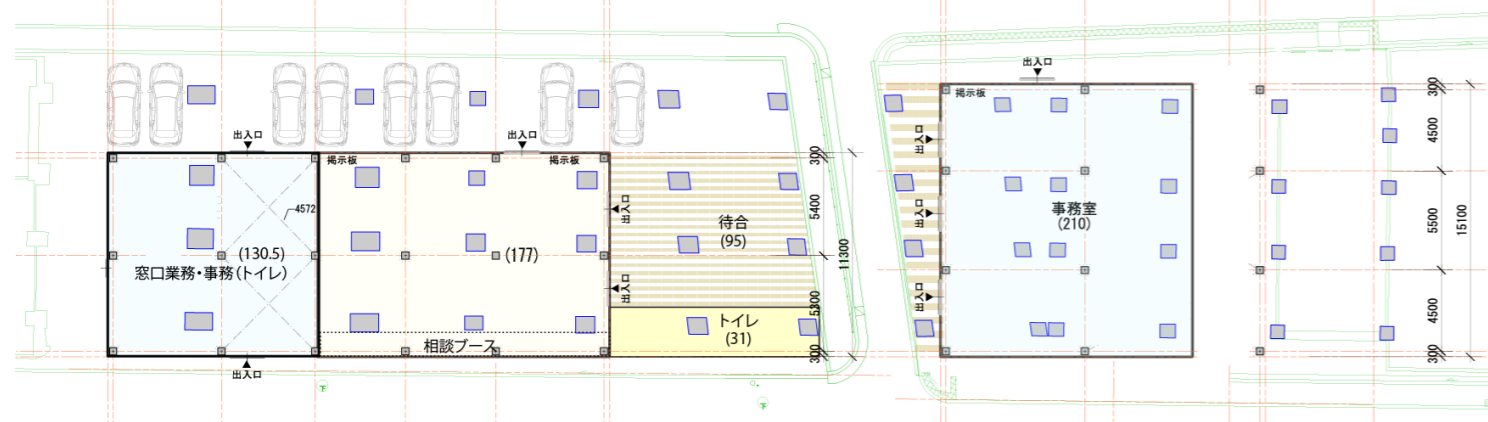 出入口
出入口
掲示板
掲示板
4572
(130.5)
窓口業務・事務(トイレ)
(177)
相談ブース
出入口
出入口
出入口
待合
(95)
トイレ
(31)
300
5400
5300
300
11300
下
下
出入口
掲示板
出入口
出入口
出入口
事務室
(210)
300
4500
5500
4500
300
15100